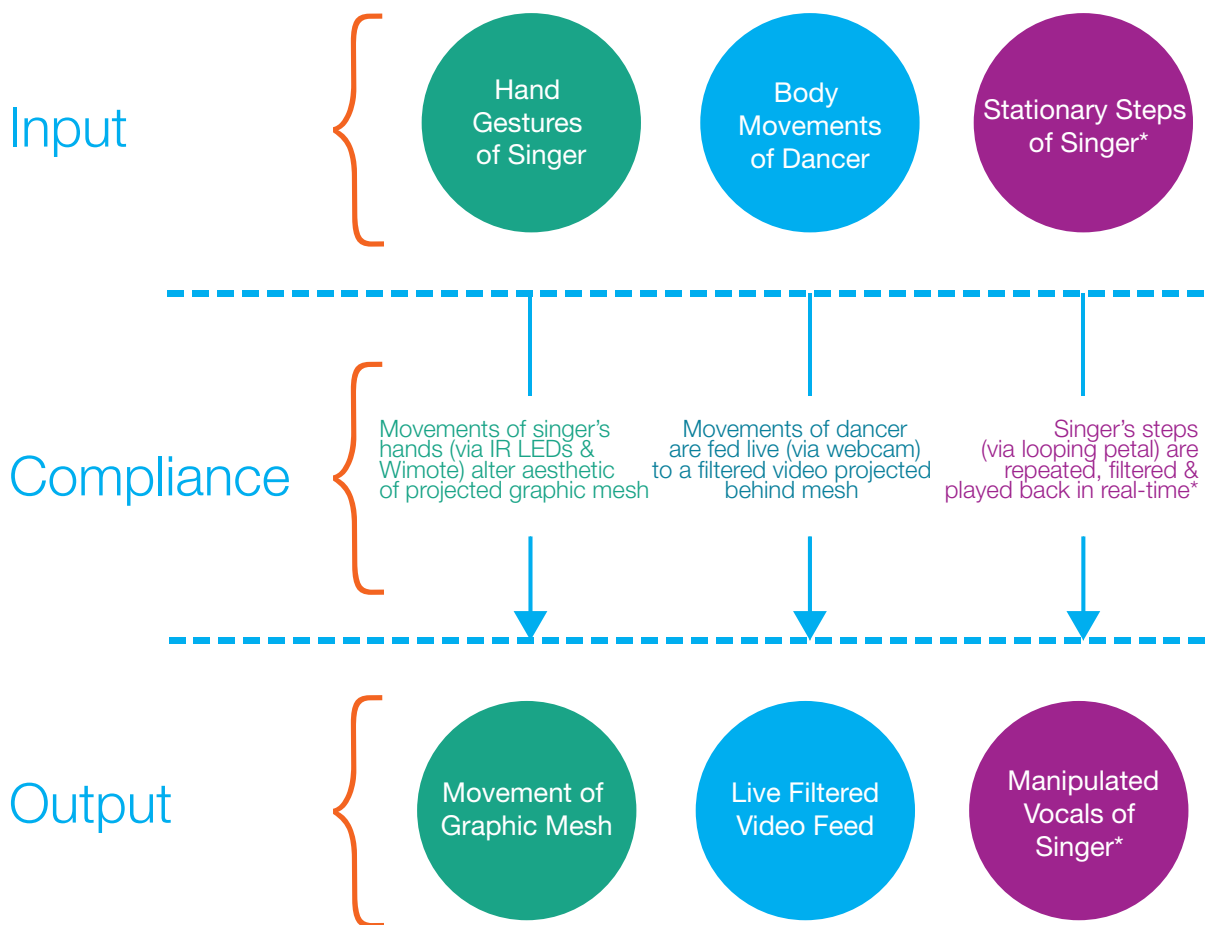 Input
Hand
Gestures
of Singer
Body
Movements
of Dancer
Stationary Steps
of Singer*
Compliance
Movements of singer's
hands (via IR LEDs &
Wimote) alter aesthetic
of projected graphic mesh
Movements of dancer
are fed live (via webcam)
to a filtered video projected
behind mesh
Singer's steps
(via looping petal) are
repeated, filtered &
played back in real-time*
Output
Movement of
Graphic Mesh
Live Filtered
Video Feed
Manipulated
Vocals of
Singer*